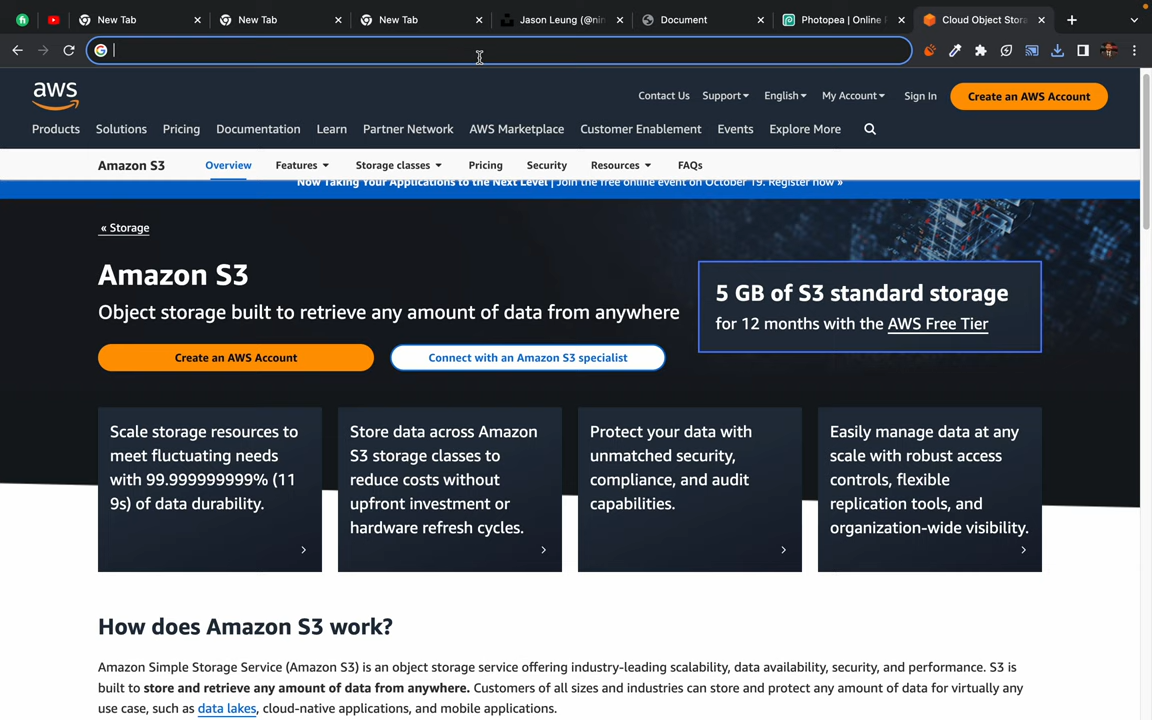 New Tab
New Tab
New Tab
Jason Leung (@nin
Document
Photopea | Online
Cloud Object Stora
aws
Contact Us
Support
English
My Account
Sign In
Create an AWS Account
Products
Solutions
Pricing
Documentation
Learn
Partner Network
AWS Marketplace
Customer Enablement
Events
Explore More
Amazon S3
Overview
Features
Storage classes
Pricing
Security
Resources
FAQs
Now Taking Your Applications to the Next Level | Join the free online event on October 19. Register now »
« Storage
Amazon S3
Object storage built to retrieve any amount of data from anywhere
Create an AWS Account
Connect with an Amazon S3 specialist
5 GB of S3 standard storage
for 12 months with the AWS Free Tier
Scale storage resources to
meet fluctuating needs
with 99.999999999% (11
9s) of data durability.
Store data across Amazon
S3 storage classes to
reduce costs without
upfront investment or
hardware refresh cycles.
Protect your data with
unmatched security,
compliance, and audit
capabilities.
Easily manage data at any
scale with robust access
controls, flexible
replication tools, and
organization-wide visibility.
How does Amazon S3 work?
Amazon Simple Storage Service (Amazon S3) is an object storage service offering industry-leading scalability, data availability, security, and performance. S3 is
built to store and retrieve any amount of data from anywhere. Customers of all sizes and industries can store and protect any amount of data for virtually any
use case, such as data lakes, cloud-native applications, and mobile applications.